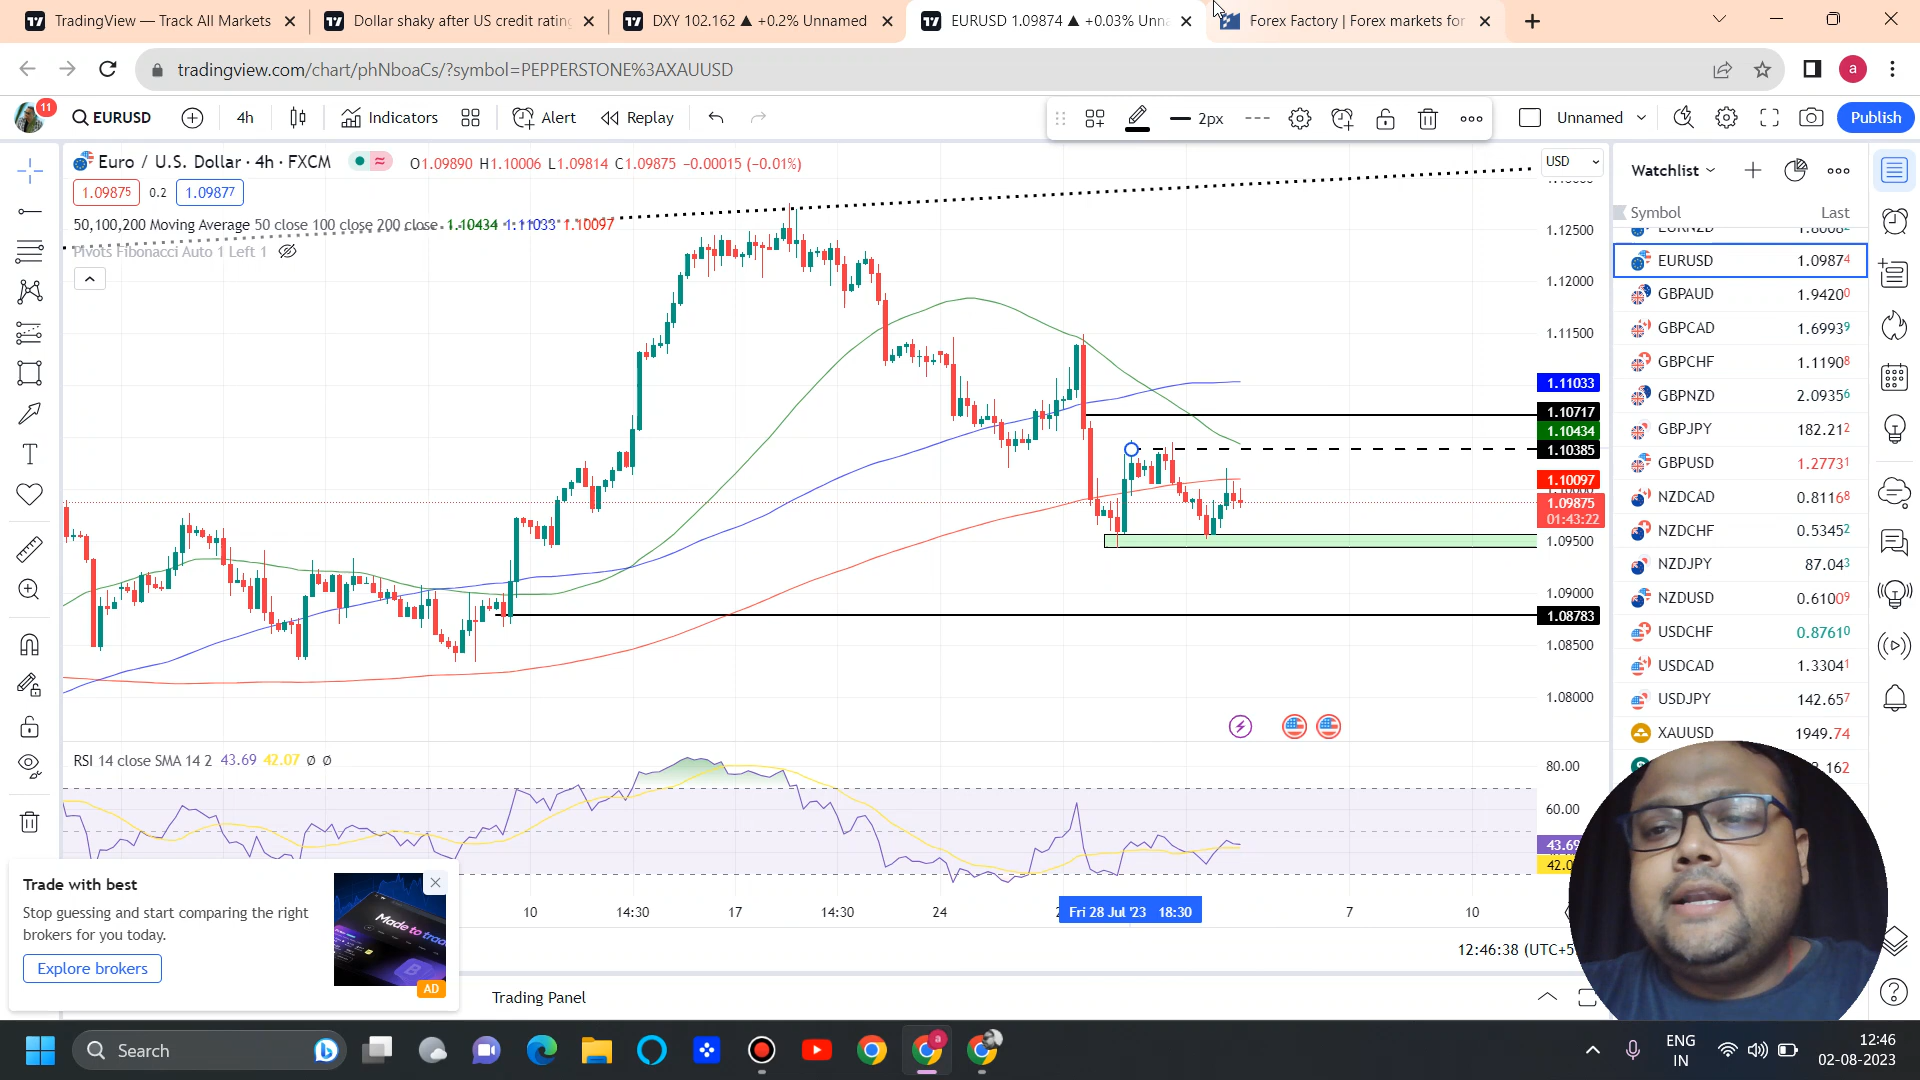 TradingView — Track All Markets
Dollar shaky after US credit rating
DXY 102.162 ▲ +0.2% Unnamed
EURUSD 1.09874 ▲ +0.03% Unna
Forex Factory | Forex markets for
tradingview.com/chart/phNboaCs/?symbol=PEPPERSTONE%3AXAUUSD
a
11
EURUSD
4h
Indicators
Alert
Replay
2px
Unnamed
Publish
Euro / U.S. Dollar · 4h · FXCM
O1.09890 H1.10006 L1.09814 C1.09875 −0.00015 (−0.01%)
USD
1.09875
0.2
1.09877
50,100,200 Moving Average 50 close 100 close 200 close 1.10434 1.11033 1.10097
Pivots Fibonacci Auto 1 Left 1
1.12500
1.12000
1.11500
1.11033
1.10717
1.10434
1.10385
1.10097
1.09875
01:43:22
1.09500
1.09000
1.08783
1.08500
1.08000
RSI 14 close SMA 14 2 43.69 42.07 Ø Ø
80.00
60.00
43.69
42.0
10
14:30
17
14:30
24
Fri 28 Jul '23 18:30
7
10
12:46:38 (UTC+5
Trading Panel
Trade with best
Stop guessing and start comparing the right
brokers for you today.
Explore brokers
Made to trad
AD
Watchlist
Symbol
Last
EURNZD
EURUSD 1.09874
GBPAUD 1.94200
GBPCAD 1.69939
GBPCHF 1.11908
GBPNZD 2.09356
GBPJPY 182.212
GBPUSD 1.27731
NZDCAD 0.81168
NZDCHF 0.53452
NZDJPY 87.043
NZDUSD 0.61009
USDCHF 0.87610
USDCAD 1.33041
USDJPY 142.657
XAUUSD 1949.74
.162
Search
a
ENG
IN
12:46
02-08-2023